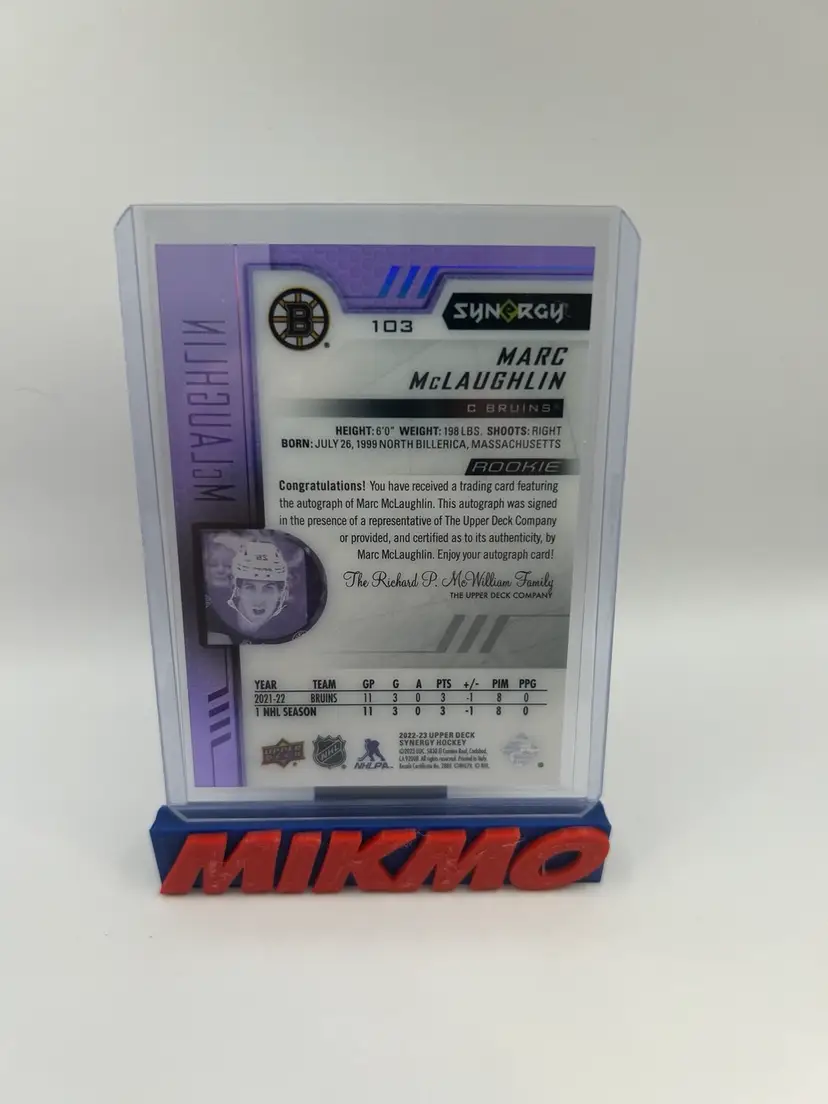 SYNERGY
103
MARC
McLAUGHLIN
C BRUINS
HEIGHT: 6'0" WEIGHT: 198 LBS. SHOOTS: RIGHT
BORN: JULY 26, 1999 NORTH BILLERICA, MASSACHUSETTS
ROOKIE
Congratulations! You have received a trading card featuring
the autograph of Marc McLaughlin. This autograph was signed
in the presence of a representative of The Upper Deck Company
or provided, and certified as to its authenticity, by
Marc McLaughlin. Enjoy your autograph card!
The Richard P. McWilliam Family
THE UPPER DECK COMPANY
McLAUGHLIN
B
YEAR TEAM GP G A PTS +/- PIM PPG
2021-22 BRUINS 11 3 0 3 -1 8 0
1 NHL SEASON 11 3 0 3 -1 8 0
2022-23 UPPER DECK
SYNERGY HOCKEY
UPPER DECK
NHL
NHLPA
MIKMO